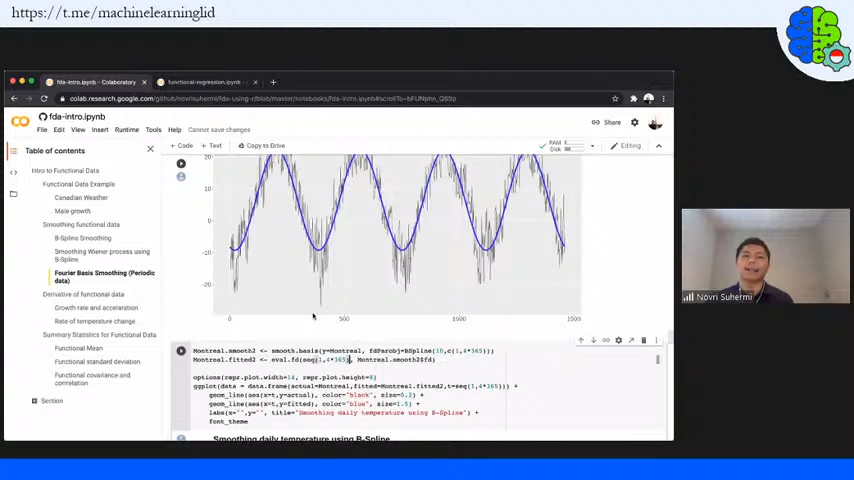 https://t.me/machinelearninglid
fda-intro.ipynb - Colaboratory
functional-regression.ipynb -
colab.research.google.com/github/novrisuhermi/fda-using-r/blob/master/notebooks/fda-intro.ipynb#scrollTo=bFUNphn_QSSp
fda-intro.ipynb
File Edit View Insert Runtime Tools Help Cannot save changes
Share
Table of contents
+ Code + Text Copy to Drive
RAM
Disk
Editing
Intro to Functional Data
Functional Data Example
Canadian Weather
Male growth
Smoothing functional data
B-Spline Smoothing
Smoothing Wiener process using
B-Spline
Fourier Basis Smoothing (Periodic
data)
Derivative of functional data
Growth rate and acceleration
Rate of temperature change
Summary Statistics for Functional Data
Functional Mean
Functional standard deviation
Functional covariance and
correlation
Section
20
10
0
-10
-20
0 500 1000 1500
Montreal.smooth2 <- smooth.basis(y=Montreal, fdParobj=BSpline(10,c(1,4*365)))
Montreal.fitted2 <- eval.fd(seq(1,4*365), Montreal.smooth2$fd)
options(repr.plot.width=14, repr.plot.height=8)
ggplot(data = data.frame(actual=Montreal,fitted=Montreal.fitted2,t=seq(1,4*365))) +
geom_line(aes(x=t,y=actual), color="black", size=0.2) +
geom_line(aes(x=t,y=fitted), color="blue", size=1.5) +
labs(x="",y="", title="Smoothing daily temperature using B-Spline") +
font_theme
Smoothing daily temperature using B-Spline
Novri Suhermi